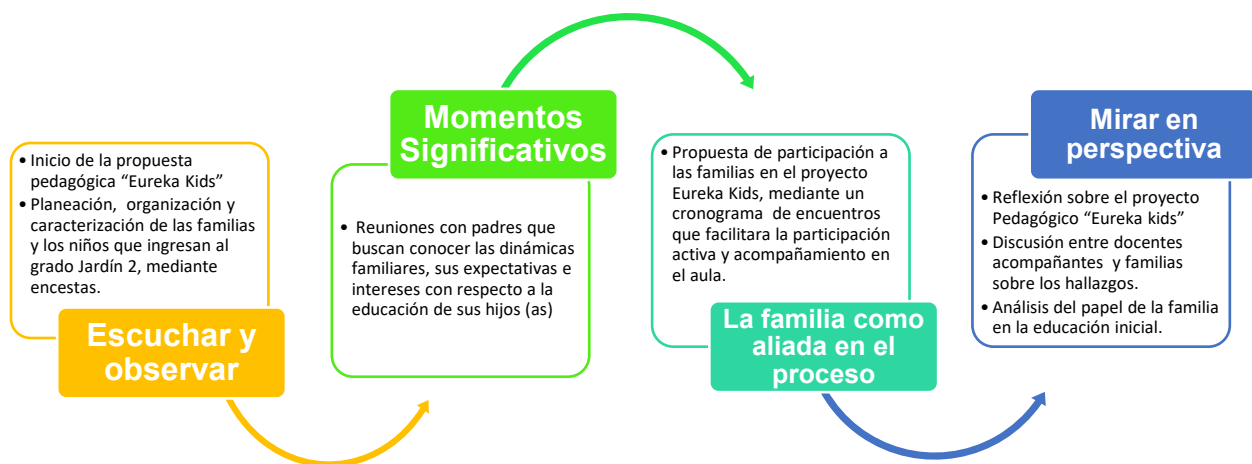 • Inicio de la propuesta
pedagógica “Eureka Kids”
• Planeación, organización y
caracterización de las familias
y los niños que ingresan al
grado Jardín 2, mediante
encestas.
Escuchar y
observar
Momentos
Significativos
• Reuniones con padres que
buscan conocer las dinámicas
familiares, sus expectativas e
intereses con respecto a la
educación de sus hijos (as)
• Propuesta de participación a
las familias en el proyecto
Eureka Kids, mediante un
cronograma de encuentros
que facilitara la participación
activa y acompañamiento en
el aula.
La familia como
aliada en el
proceso
Mirar en
perspectiva
• Reflexión sobre el proyecto
Pedagógico “Eureka kids”
• Discusión entre docentes
acompañantes y familias
sobre los hallazgos.
• Análisis del papel de la familia
en la educación inicial.